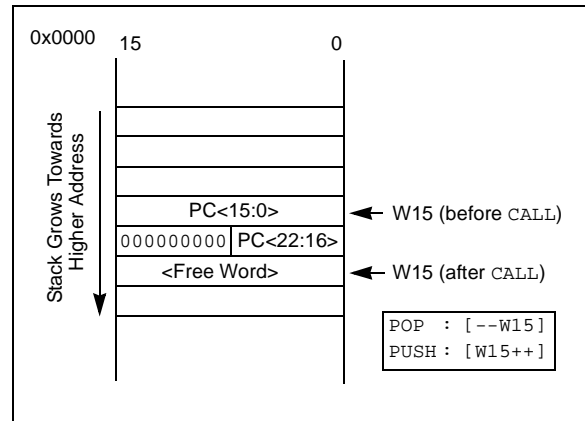 0x0000
15
0
Stack Grows Towards
Higher Address
PC<15:0>
W15 (before CALL)
000000000
PC<22:16>
<Free Word>
W15 (after CALL)
POP : [--W15]
PUSH : [W15++]